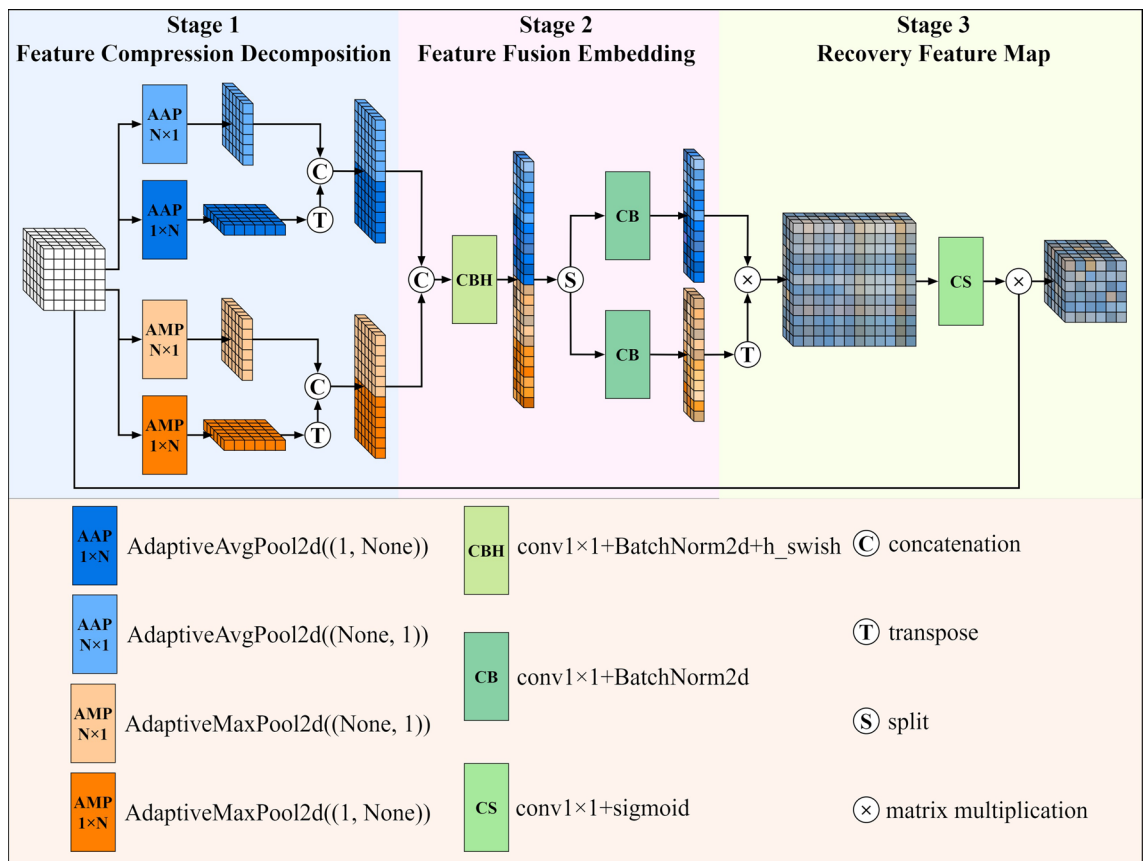 Stage 1
Feature Compression Decomposition
Stage 2
Feature Fusion Embedding
Stage 3
Recovery Feature Map
AAP
N×1
C
AAP
1×N
T
C
CBH
S
CB
CB
×
T
CS
×
AMP
N×1
C
AMP
1×N
T
AAP
1×N
AdaptiveAvgPool2d((1, None))
AAP
N×1
AdaptiveAvgPool2d((None, 1))
AMP
N×1
AdaptiveMaxPool2d((None, 1))
AMP
1×N
AdaptiveMaxPool2d((1, None))
CBH
conv1×1+BatchNorm2d+h_swish
CB
conv1×1+BatchNorm2d
CS
conv1×1+sigmoid
C concatenation
T transpose
S split
× matrix multiplication